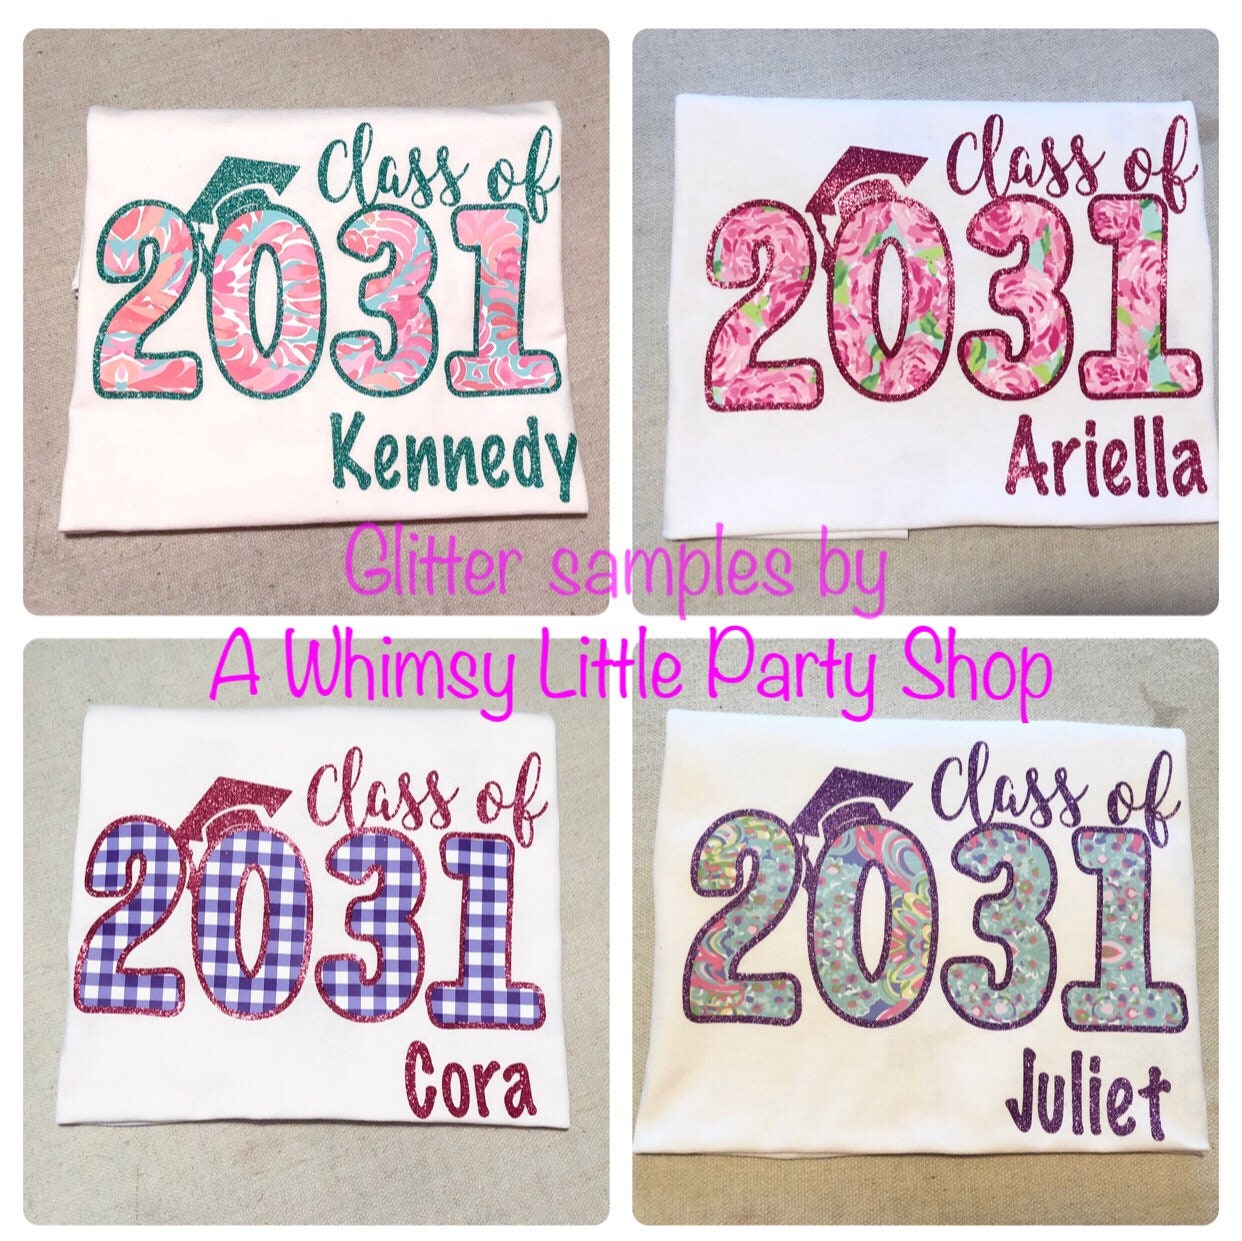 Class of
2031
Kennedy
Class of
2031
Ariella
Glitter samples by
A Whimsy Little Party Shop
Class of
2031
Cora
Class of
2031
Juliet